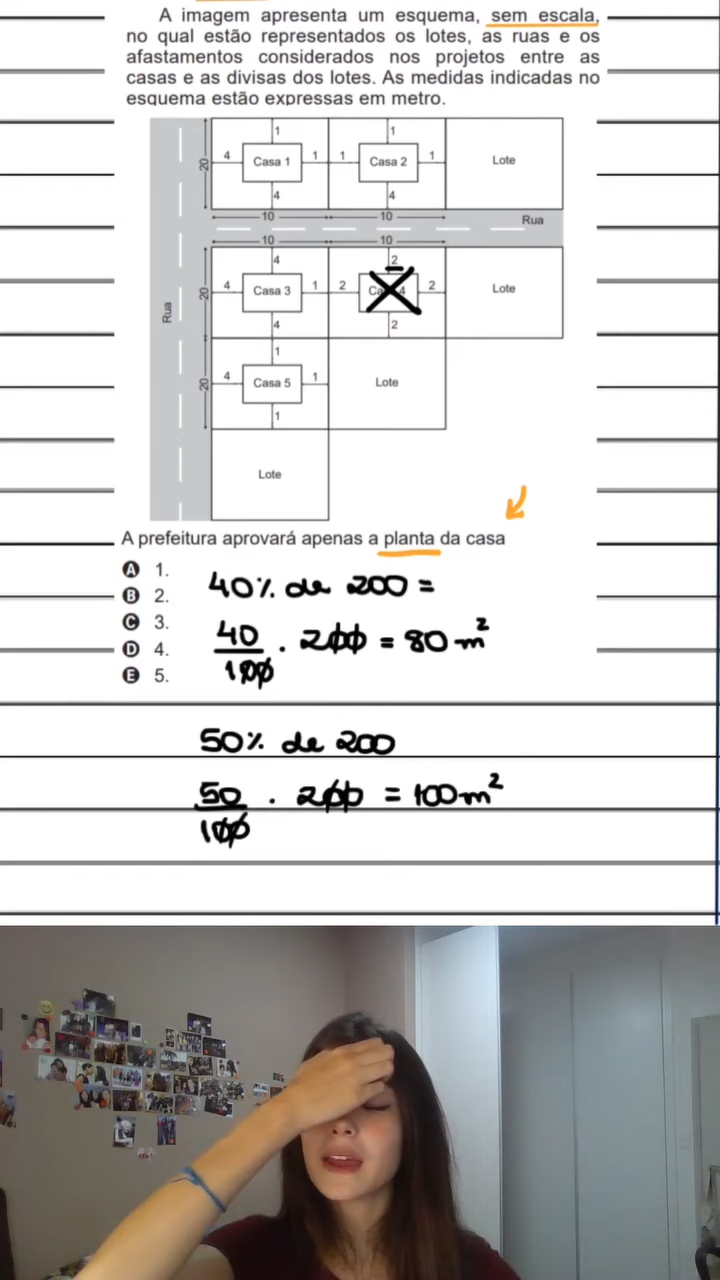 A imagem apresenta um esquema, sem escala,
no qual estão representados os lotes, as ruas e os
afastamentos considerados nos projetos entre as
casas e as divisas dos lotes. As medidas indicadas no
esquema estão expressas em metro.
1 1
20 4 Casa 1 1 1 Casa 2 1 Lote
4 4
10 10 Rua
10 10
4 2
20 4 Casa 3 1 2 2 Lote
Rua
4 2
1
20 4 Casa 5 1 Lote
1
Lote
A prefeitura aprovará apenas a planta da casa
A 1.
B 2.
C 3.
D 4.
E 5.
40% de 200 =
40/100 . 200 = 80 m²
50% de 200
50/100 . 200 = 100 m²